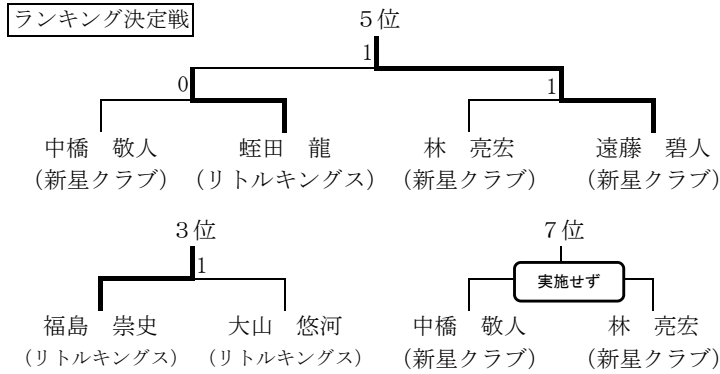 ランキング決定戦
５位
1
0
1
中橋　敬人　蛭田　龍　林　亮宏　遠藤　碧人
（新星クラブ）（リトルキングス）（新星クラブ）（新星クラブ）
３位　７位
1　実施せず
福島　崇史　大山　悠河　中橋　敬人　林　亮宏
（リトルキングス）（リトルキングス）（新星クラブ）（新星クラブ）